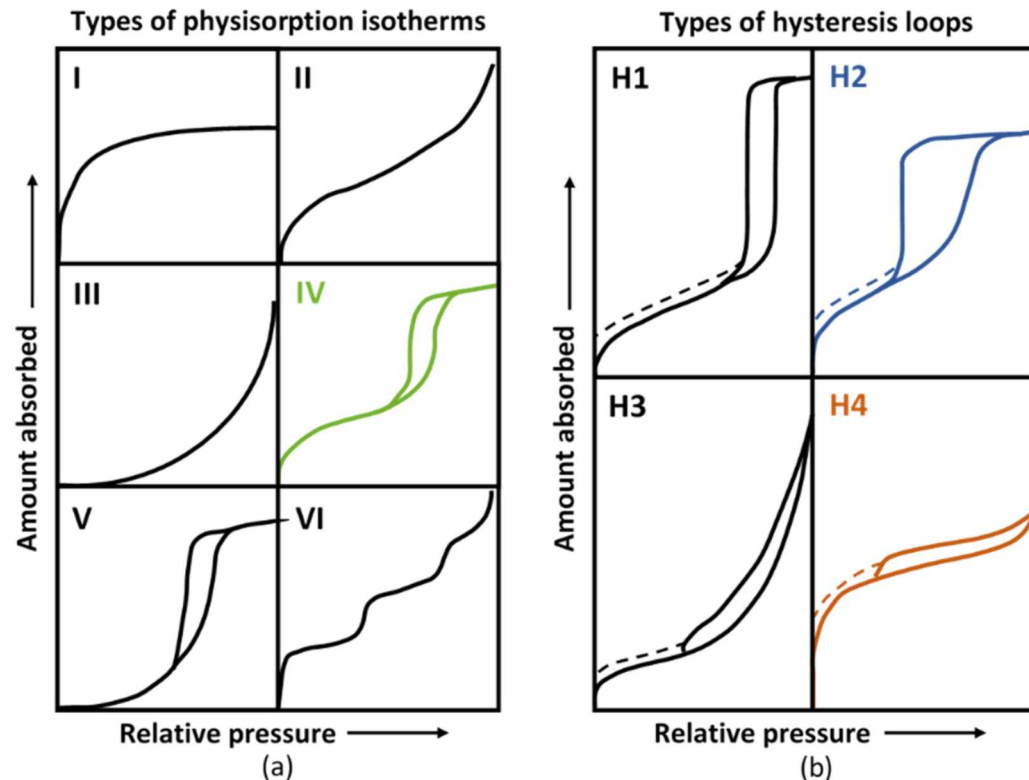 Types of physisorption isotherms
Types of hysteresis loops
I
II
III
IV
V
VI
Amount absorbed
Relative pressure
(a)
H1
H2
H3
H4
Amount absorbed
Relative pressure
(b)